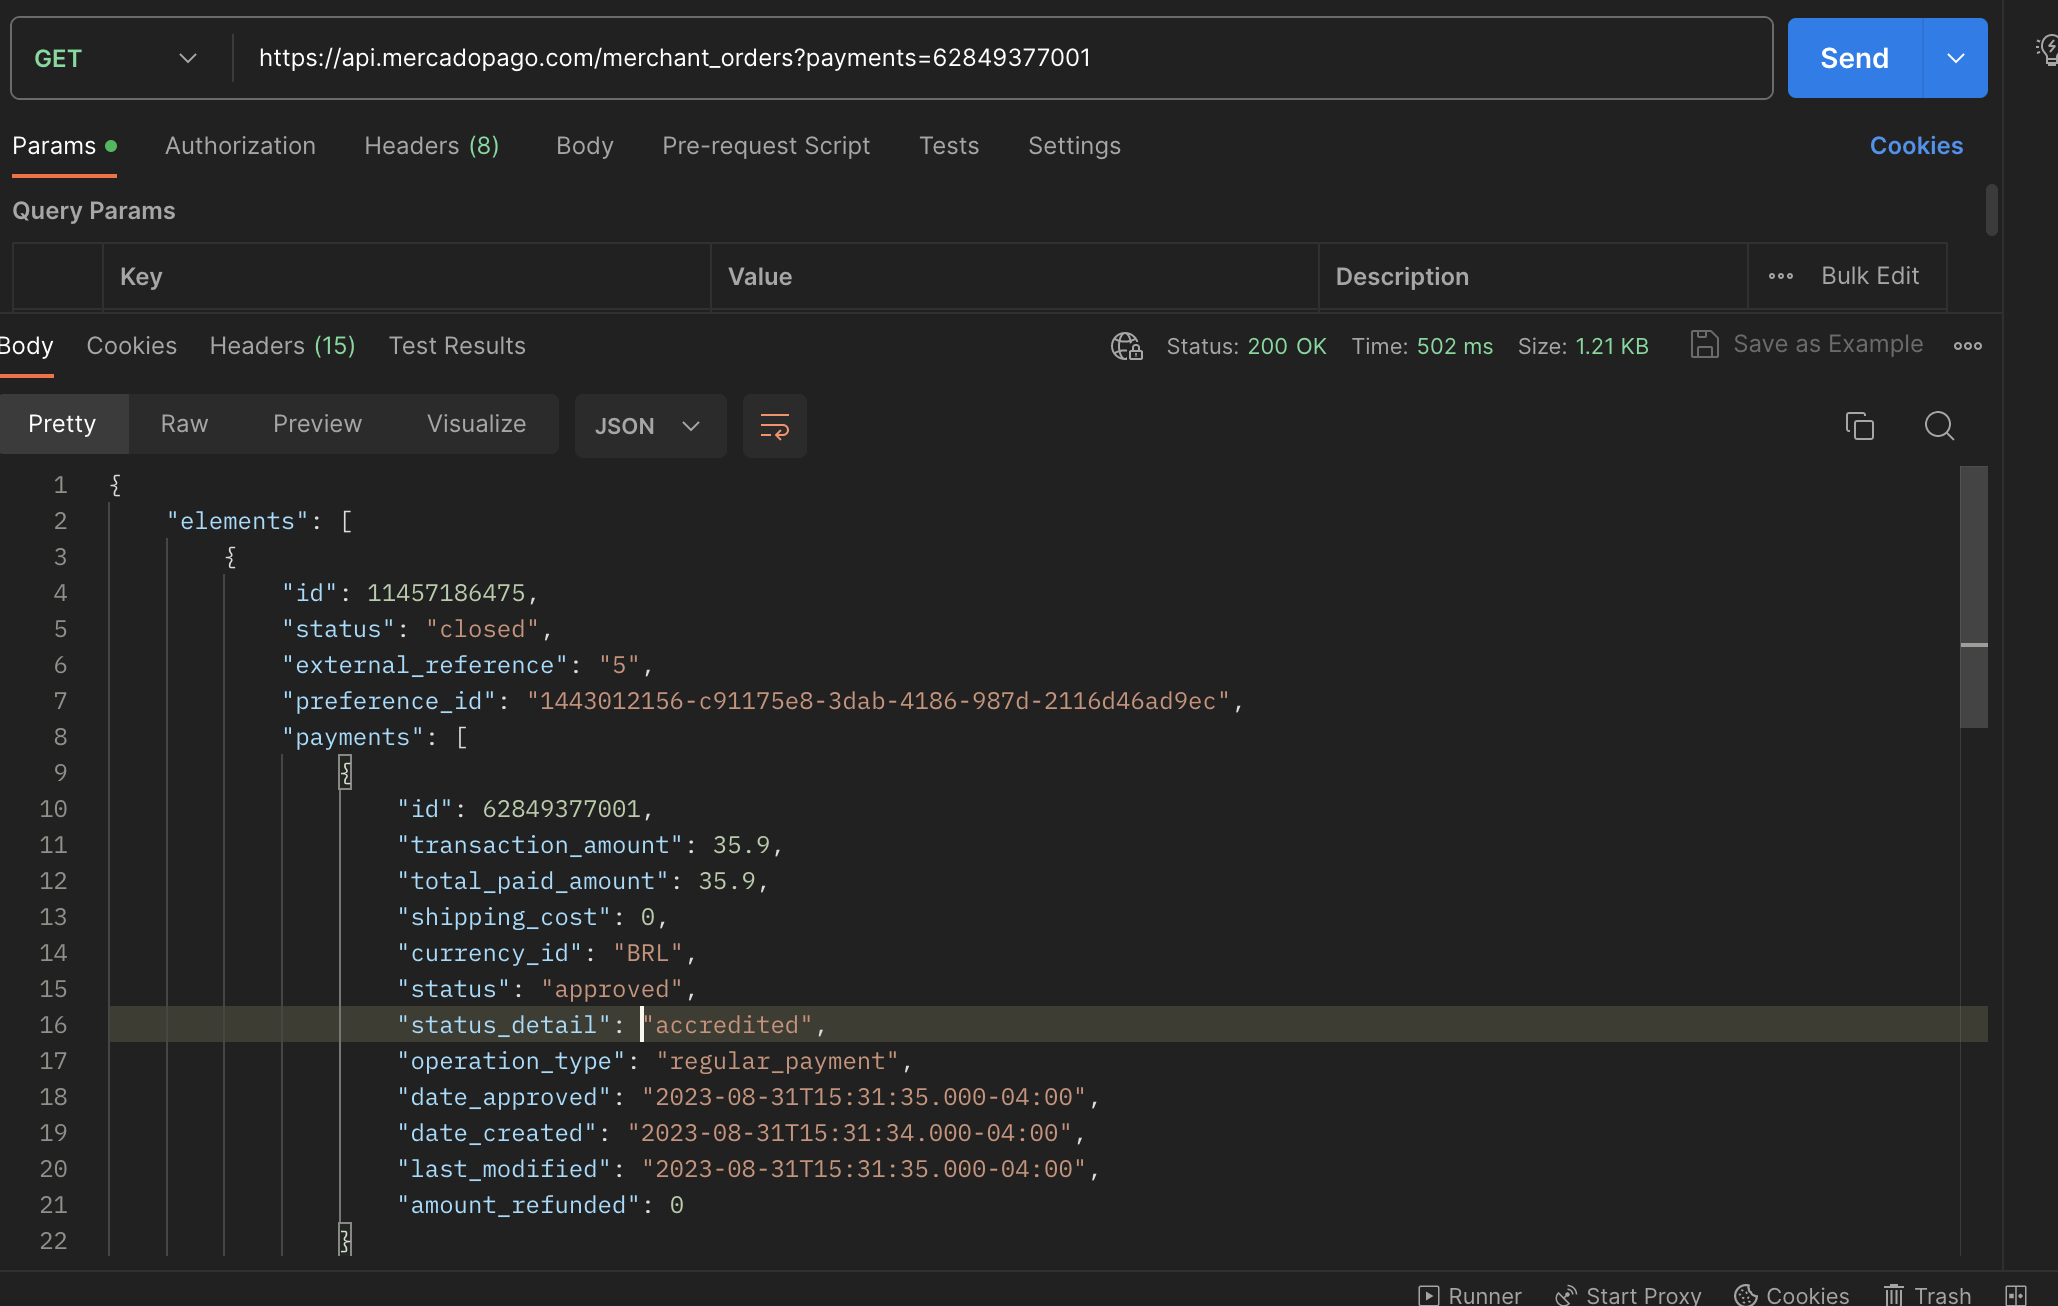 GET https://api.mercadopago.com/merchant_orders?payments=62849377001 Send
Params Authorization Headers (8) Body Pre-request Script Tests Settings Cookies
Query Params
Key Value Description Bulk Edit
Body Cookies Headers (15) Test Results Status: 200 OK Time: 502 ms Size: 1.21 KB Save as Example
Pretty Raw Preview Visualize JSON
1 {
2 "elements": [
3 {
4 "id": 11457186475,
5 "status": "closed",
6 "external_reference": "5",
7 "preference_id": "1443012156-c91175e8-3dab-4186-987d-2116d46ad9ec",
8 "payments": [
9 {
10 "id": 62849377001,
11 "transaction_amount": 35.9,
12 "total_paid_amount": 35.9,
13 "shipping_cost": 0,
14 "currency_id": "BRL",
15 "status": "approved",
16 "status_detail": "accredited",
17 "operation_type": "regular_payment",
18 "date_approved": "2023-08-31T15:31:35.000-04:00",
19 "date_created": "2023-08-31T15:31:34.000-04:00",
20 "last_modified": "2023-08-31T15:31:35.000-04:00",
21 "amount_refunded": 0
22 }
Runner Start Proxy Cookies Trash